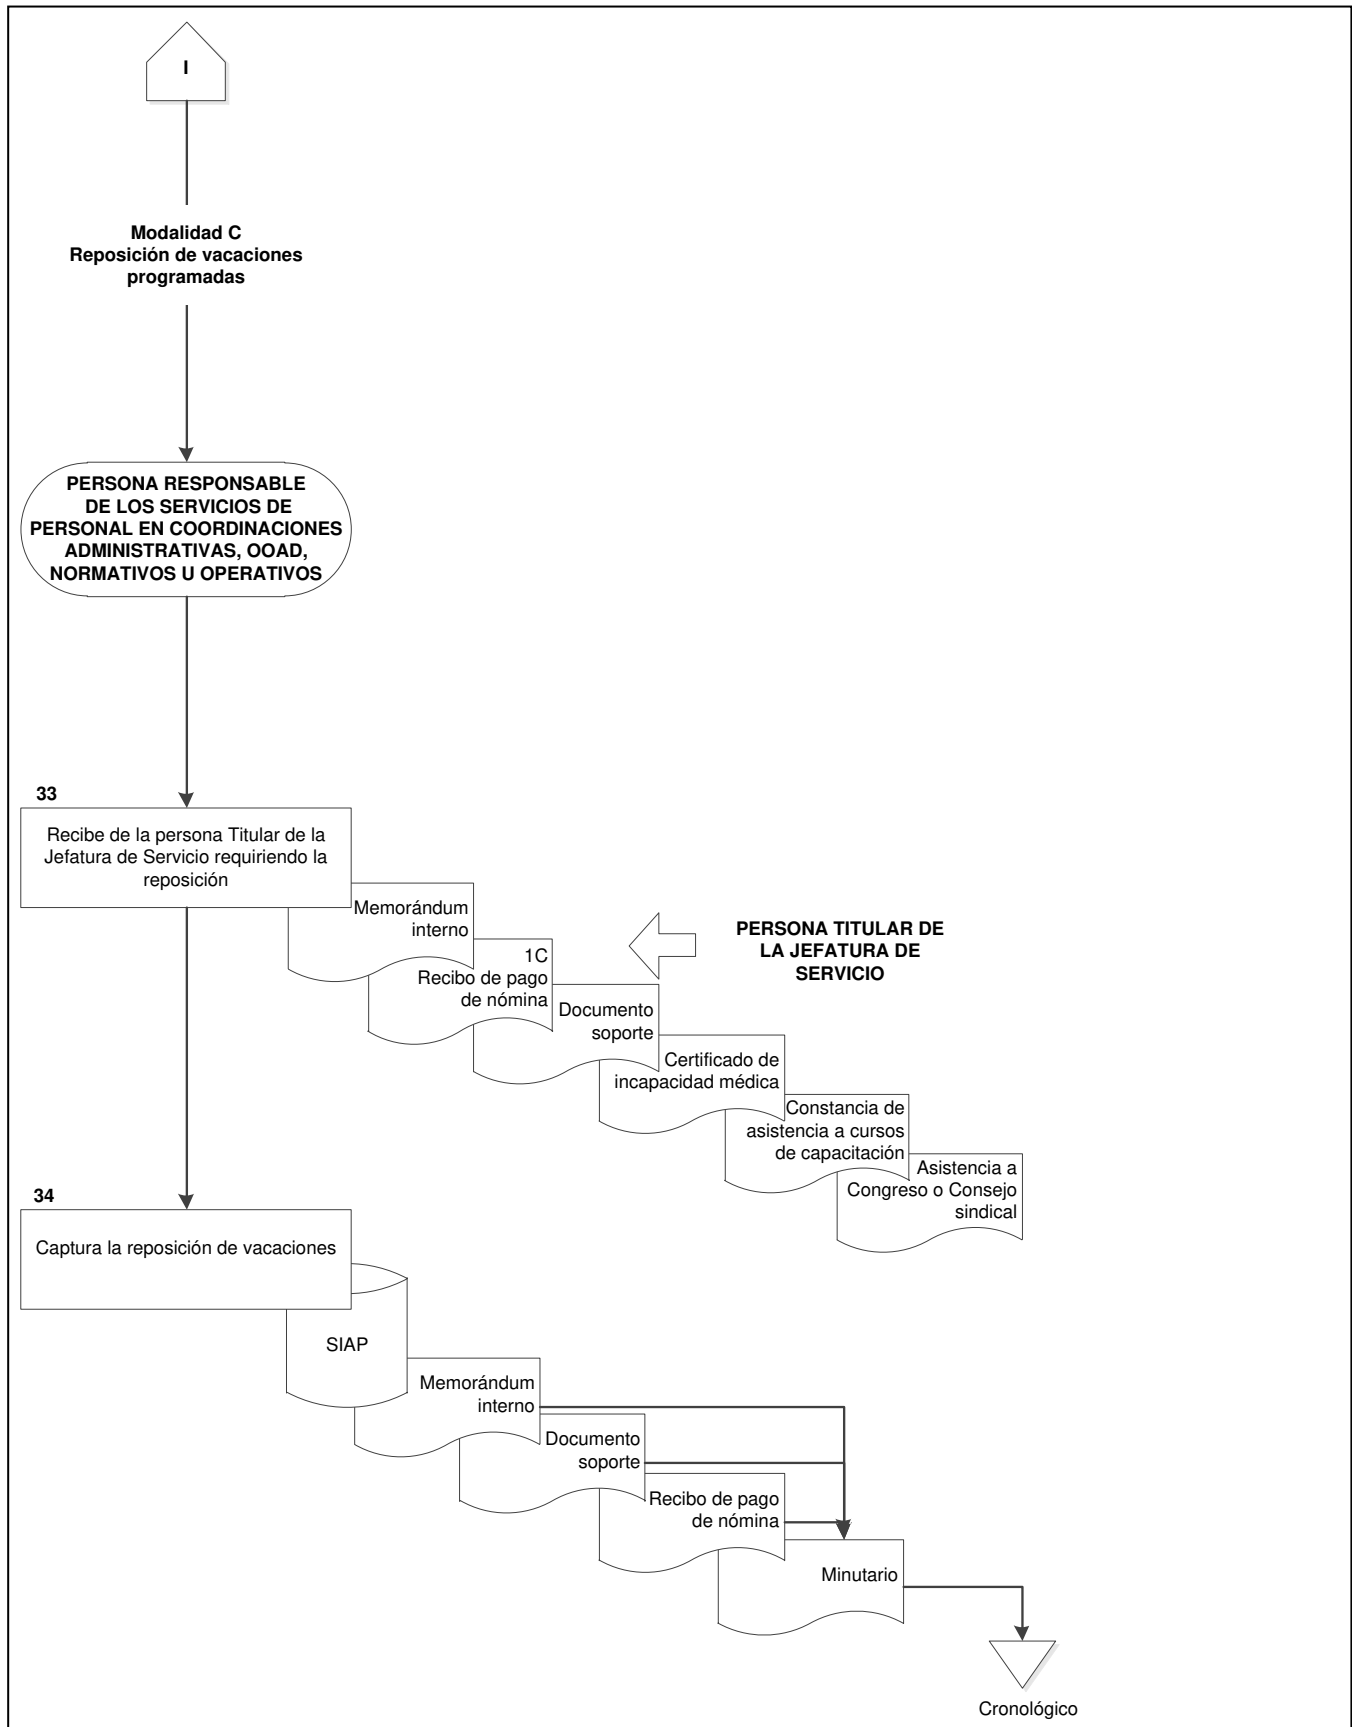 I
Modalidad C
Reposición de vacaciones
programadas
PERSONA RESPONSABLE
DE LOS SERVICIOS DE
PERSONAL EN COORDINACIONES
ADMINISTRATIVAS, OOAD,
NORMATIVOS U OPERATIVOS
33
Recibe de la persona Titular de la
Jefatura de Servicio requiriendo la
reposición
Memorándum
interno
1C
Recibo de pago
de nómina
Documento
soporte
Certificado de
incapacidad médica
Constancia de
asistencia a cursos
de capacitación
Asistencia a
Congreso o Consejo
sindical
PERSONA TITULAR DE
LA JEFATURA DE
SERVICIO
34
Captura la reposición de vacaciones
SIAP
Memorándum
interno
Documento
soporte
Recibo de pago
de nómina
Minutario
Cronológico